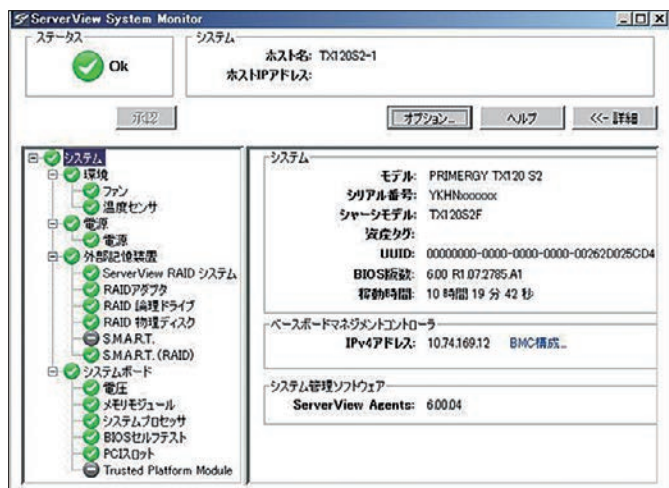 ServerView System Monitor
ステータス
Ok
システム
ホスト名: TX120S2-1
ホストIPアドレス:
承認
オプション...
ヘルプ
<<- 詳細
システム
環境
ファン
温度センサ
電源
電源
外部記憶装置
ServerView RAID システム
RAIDアダプタ
RAID 論理ドライブ
RAID 物理ディスク
S.M.A.R.T.
S.M.A.R.T. (RAID)
システムボード
電圧
メモリモジュール
システムプロセッサ
BIOSセルフテスト
PCIスロット
Trusted Platform Module
システム
モデル: PRIMERGY TX120 S2
シリアル番号: YKHNxxxxxx
シャーシモデル: TX120S2F
資産タグ:
UUID: 00000000-0000-0000-0000-00262D025CD4
BIOS版数: 6.00 R1.07.2785.A1
稼動時間: 10 時間 19 分 42 秒
ベースボードマネジメントコントローラ
IPv4アドレス: 10.74.169.12 BMC構成...
システム管理ソフトウェア
ServerView Agents: 6.00.04